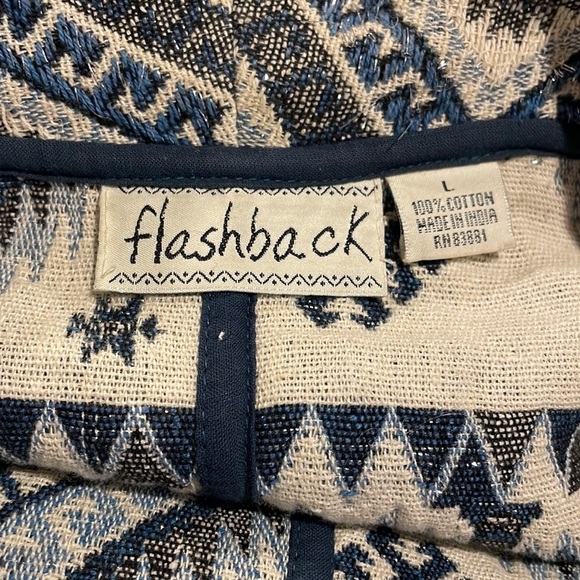 flashback
L
100% COTTON
MADE IN INDIA
RN 83881